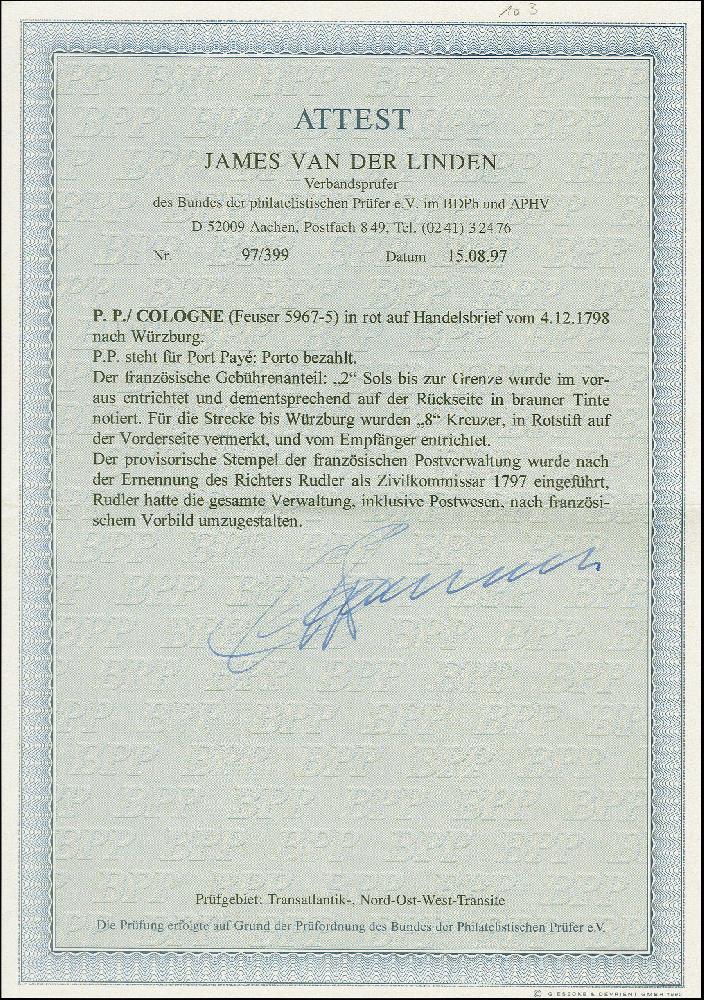 10 3
ATTEST
JAMES VAN DER LINDEN
Verbandsprüfer
des Bundes der philatelistischen Prüfer e.V. im BDPh und APHV
D 52009 Aachen, Postfach 849, Tel. (0241) 32476
Nr. 97/399 Datum 15.08.97
P. P./ COLOGNE (Feuser 5967-5) in rot auf Handelsbrief vom 4.12.1798
nach Würzburg.
P.P. steht für Port Payé: Porto bezahlt.
Der französische Gebührenanteil: „2“ Sols bis zur Grenze wurde im vor-
aus entrichtet und dementsprechend auf der Rückseite in brauner Tinte
notiert. Für die Strecke bis Würzburg wurden „8“ Kreuzer, in Rotstift auf
der Vorderseite vermerkt, und vom Empfänger entrichtet.
Der provisorische Stempel der französischen Postverwaltung wurde nach
der Ernennung des Richters Rudler als Zivilkommissar 1797 eingeführt,
Rudler hatte die gesamte Verwaltung, inklusive Postwesen, nach französi-
schem Vorbild umzugestalten.
Prüfgebiet: Transatlantik-, Nord-Ost-West-Transite
Die Prüfung erfolgte auf Grund der Prüfordnung des Bundes der Philatelistischen Prüfer e.V.
© GIESECKE & DEVRIENT GMBH